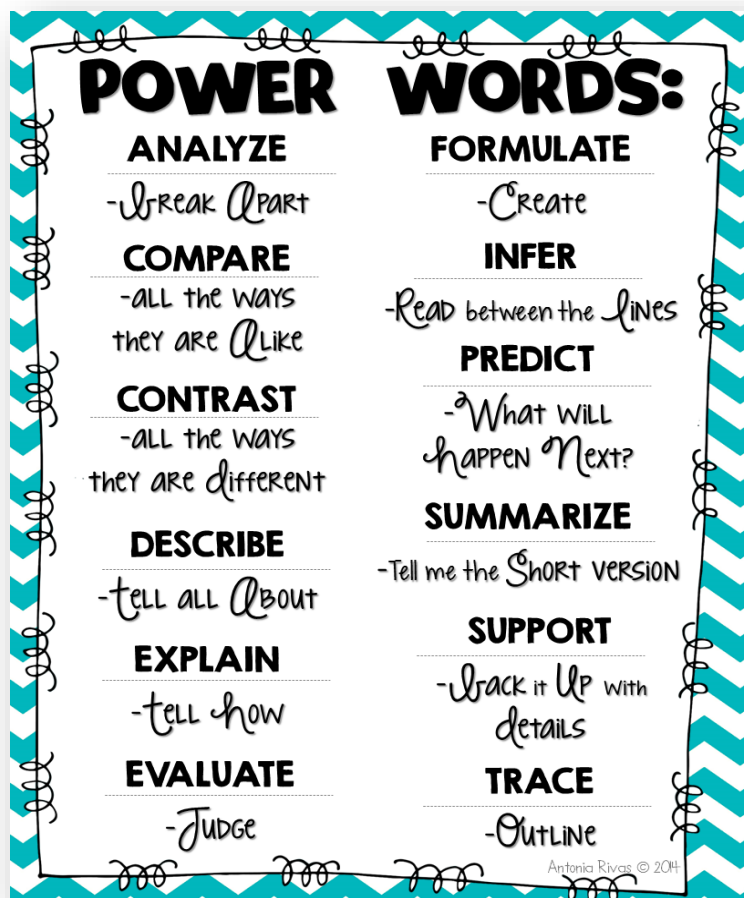 POWER WORDS:
ANALYZE
-Break Apart
COMPARE
-all the ways
they are Alike
CONTRAST
-all the ways
they are different
DESCRIBE
-tell all About
EXPLAIN
-tell how
EVALUATE
-Judge
FORMULATE
-Create
INFER
-Read between the lines
PREDICT
-What will
happen Next?
SUMMARIZE
-Tell me the Short version
SUPPORT
-Back it Up with
details
TRACE
-Outline
Antonia Rivas © 2014